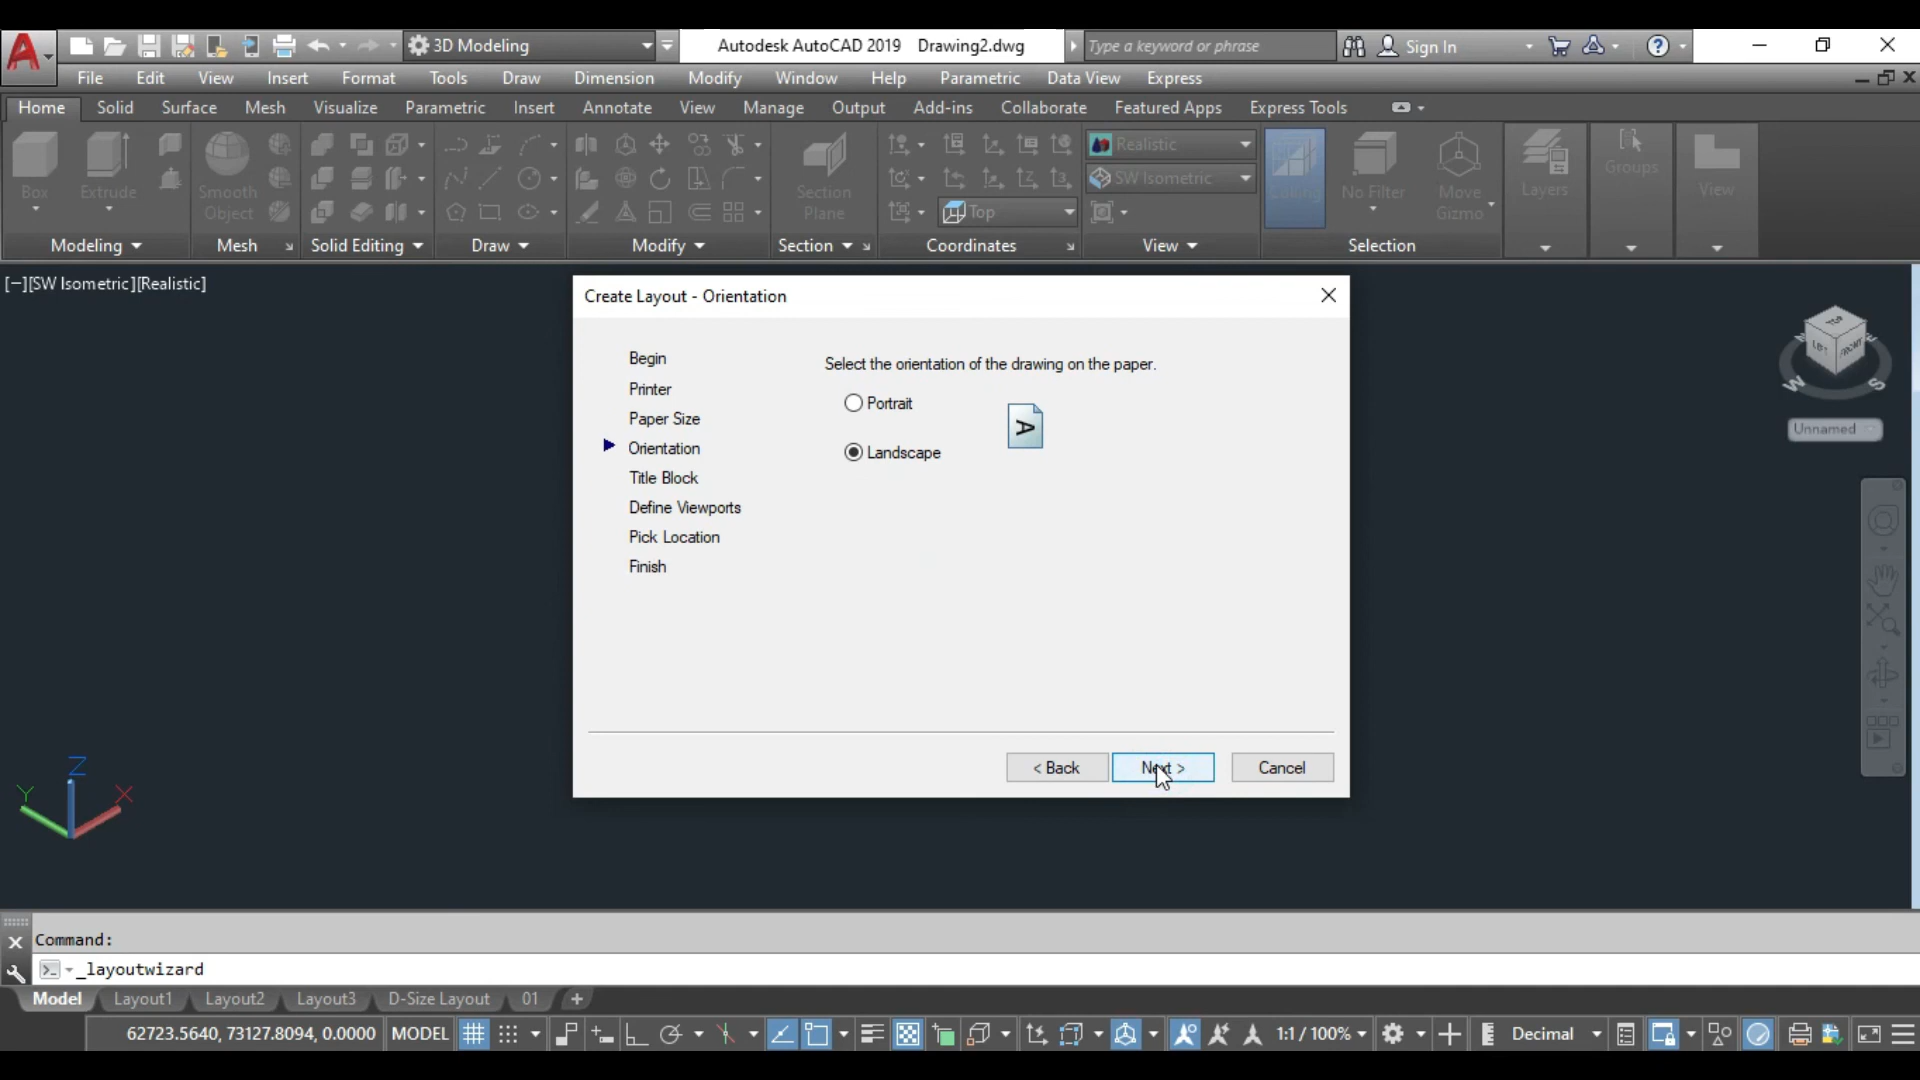 3D Modeling
Autodesk AutoCAD 2019 Drawing2.dwg
Type a keyword or phrase
Sign In
File Edit View Insert Format Tools Draw Dimension Modify Window Help Parametric Data View Express
Home Solid Surface Mesh Visualize Parametric Insert Annotate View Manage Output Add-ins Collaborate Featured Apps Express Tools
Realistic
SW Isometric
Top
Box
Extrude
Smooth
Object
Section
Plane
No Filter
Move
Gizmo
Layers
Groups
View
Modeling Mesh Solid Editing Draw Modify Section Coordinates View Selection
[−][SW Isometric][Realistic]
Create Layout - Orientation
Begin
Printer
Paper Size
Orientation
Title Block
Define Viewports
Pick Location
Finish
Select the orientation of the drawing on the paper.
Portrait
Landscape
A
< Back
Next >
Cancel
TOP
LEFT
FRONT
W
S
Unnamed
Z
Y
X
Command:
_layoutwizard
Model Layout1 Layout2 Layout3 D-Size Layout 01 +
62723.5640, 73127.8094, 0.0000 MODEL 1:1 / 100% Decimal